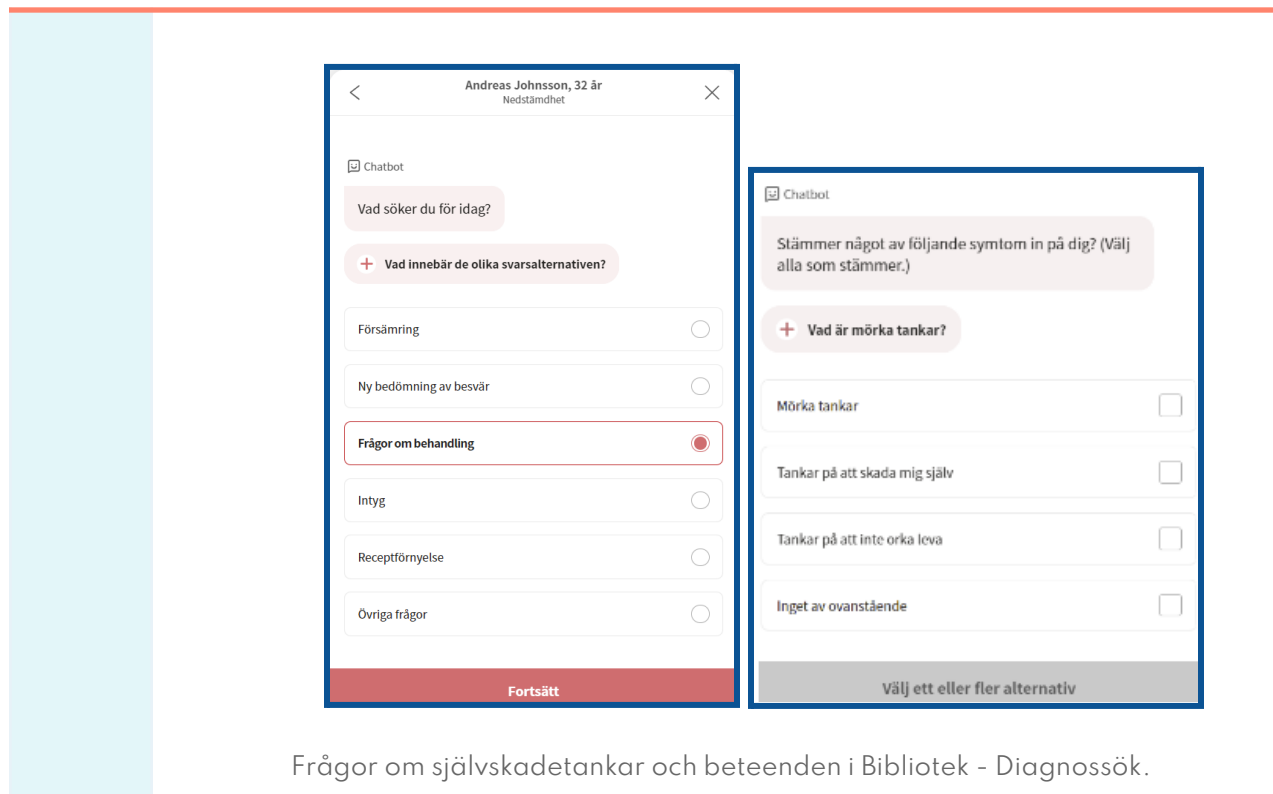 Andreas Johnsson, 32 år
Nedstämdhet
Chatbot
Vad söker du för idag?
Vad innebär de olika svarsalternativen?
Försämring
Ny bedömning av besvär
Frågor om behandling
Intyg
Receptförnyelse
Övriga frågor
Fortsätt
Chatbot
Stämmer något av följande symtom in på dig? (Välj
alla som stämmer.)
Vad är mörka tankar?
Mörka tankar
Tankar på att skada mig själv
Tankar på att inte orka leva
Inget av ovanstående
Välj ett eller fler alternativ
Frågor om självskadetankar och beteenden i Bibliotek - Diagnossök.